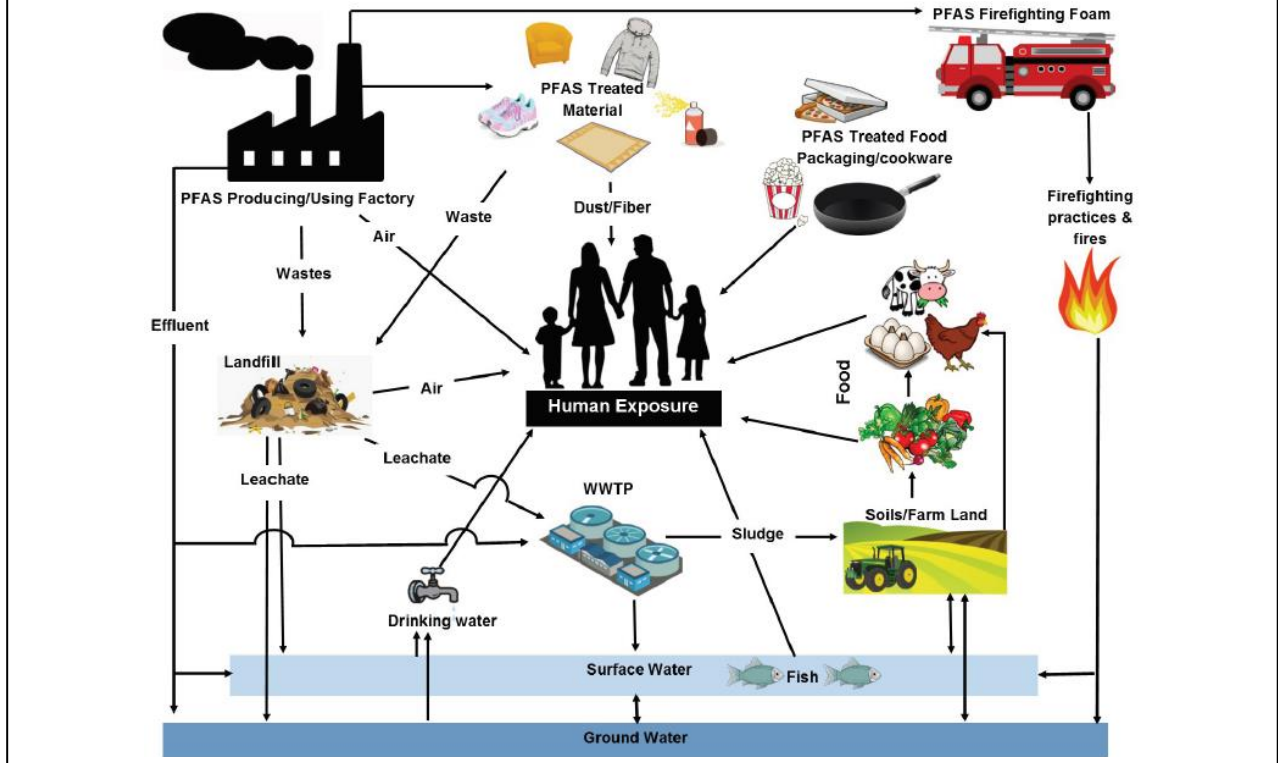 PFAS Firefighting Foam
PFAS Treated
Material
PFAS Treated Food
Packaging/cookware
PFAS Producing/Using Factory
Firefighting
practices &
fires
Dust/Fiber
Waste
Air
Wastes
Effluent
Landfill
Air
Food
Human Exposure
Leachate
Leachate
WWTP
Soils/Farm Land
Sludge
Drinking water
Surface Water
Fish
Ground Water